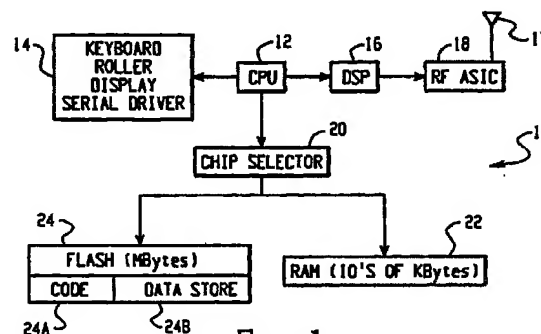 14
KEYBOARD
ROLLER
DISPLAY
SERIAL DRIVER
12
CPU
16
DSP
18
RF ASIC
20
CHIP SELECTOR
24
FLASH (MBytes)
CODE
DATA STORE
24A
24B
22
RAM (10'S OF KBytes)